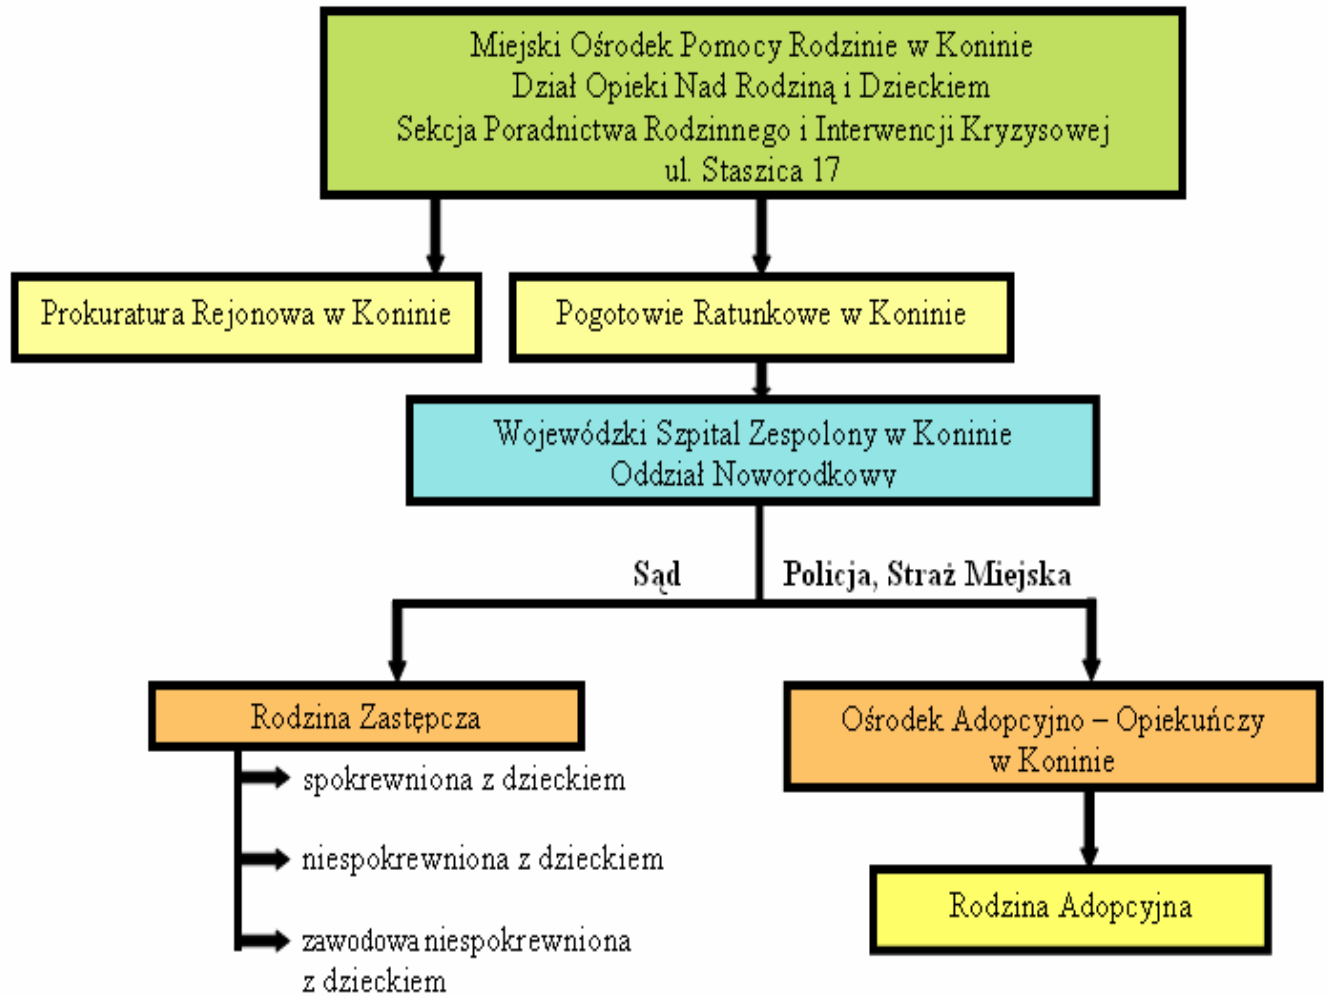 Miejski Ośrodek Pomocy Rodzinie w Koninie
Dział Opieki Nad Rodziną i Dzieckiem
Sekcja Poradnictwa Rodzinnego i Interwencji Kryzysowej
ul. Staszica 17
Prokuratura Rejonowa w Koninie
Pogotowie Ratunkowe w Koninie
Wojewódzki Szpital Zespolony w Koninie
Oddział Noworodkowy
Sąd
Policja, Straż Miejska
Rodzina Zastępcza
spokrewniona z dzieckiem
niespokrewniona z dzieckiem
zawodowa niespokrewniona
z dzieckiem
Ośrodek Adopcyjno – Opiekuńczy
w Koninie
Rodzina Adopcyjna